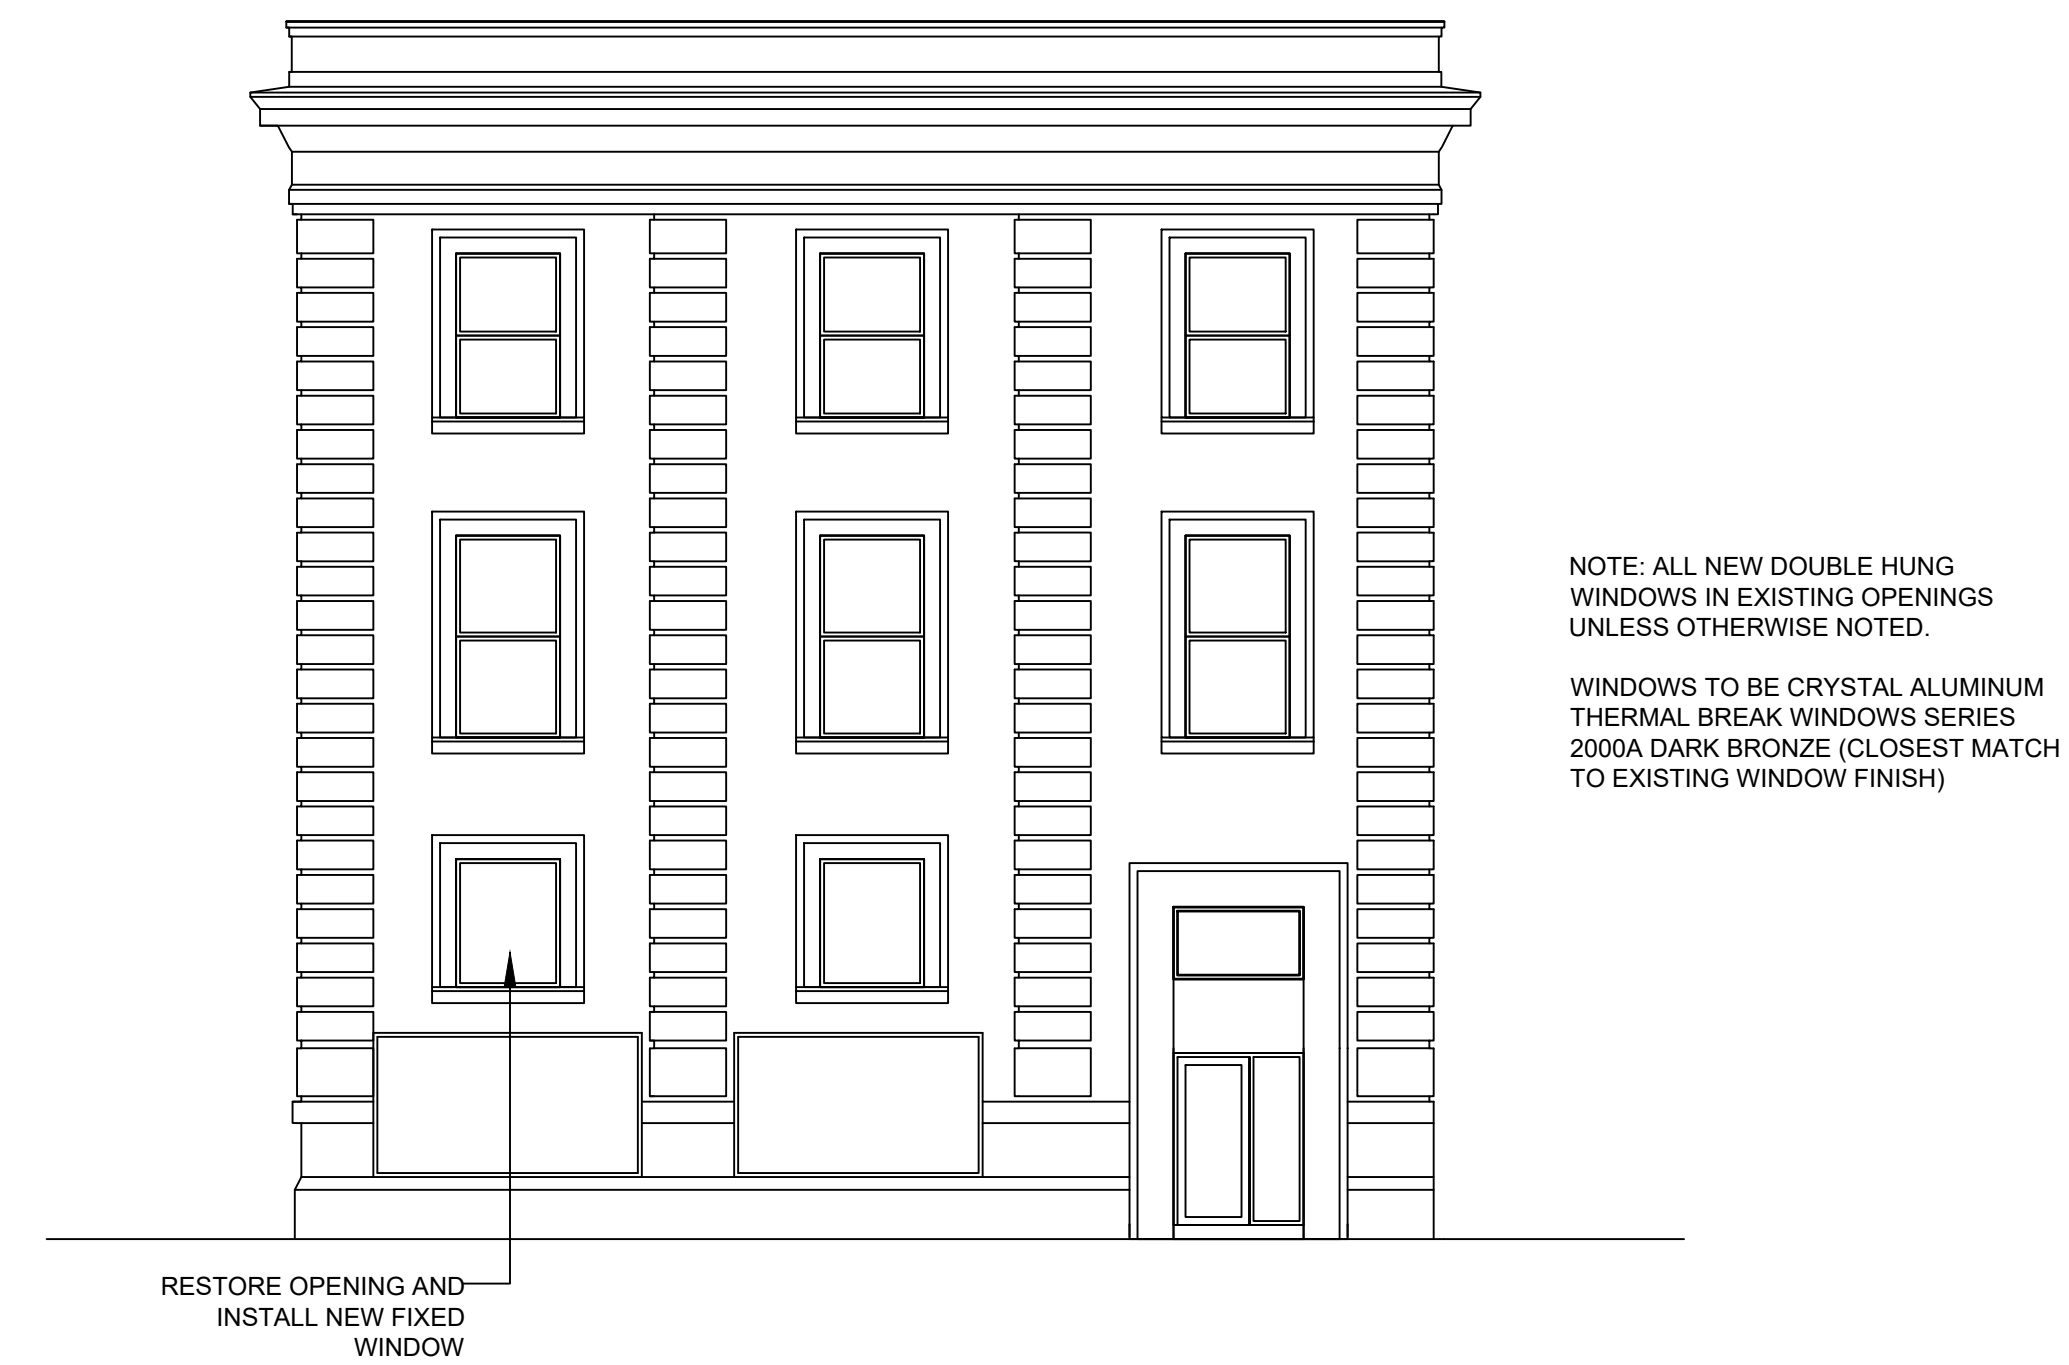 NOTE: ALL NEW DOUBLE HUNG
WINDOWS IN EXISTING OPENINGS
UNLESS OTHERWISE NOTED.
WINDOWS TO BE CRYSTAL ALUMINUM
THERMAL BREAK WINDOWS SERIES
2000A DARK BRONZE (CLOSEST MATCH
TO EXISTING WINDOW FINISH)
RESTORE OPENING AND
INSTALL NEW FIXED
WINDOW